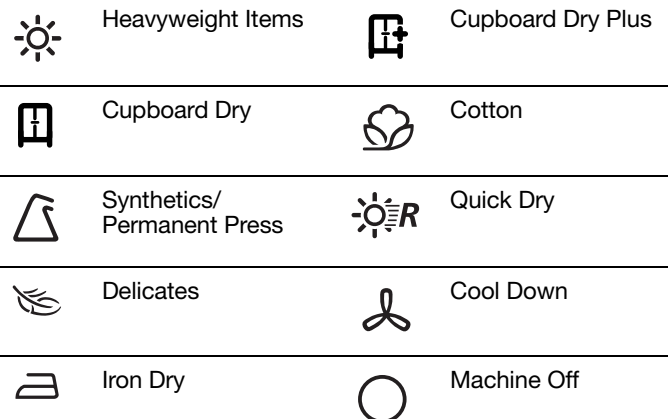 Heavyweight Items
Cupboard Dry Plus
Cupboard Dry
Cotton
Synthetics/
Permanent Press
R
Quick Dry
Delicates
Cool Down
Iron Dry
Machine Off